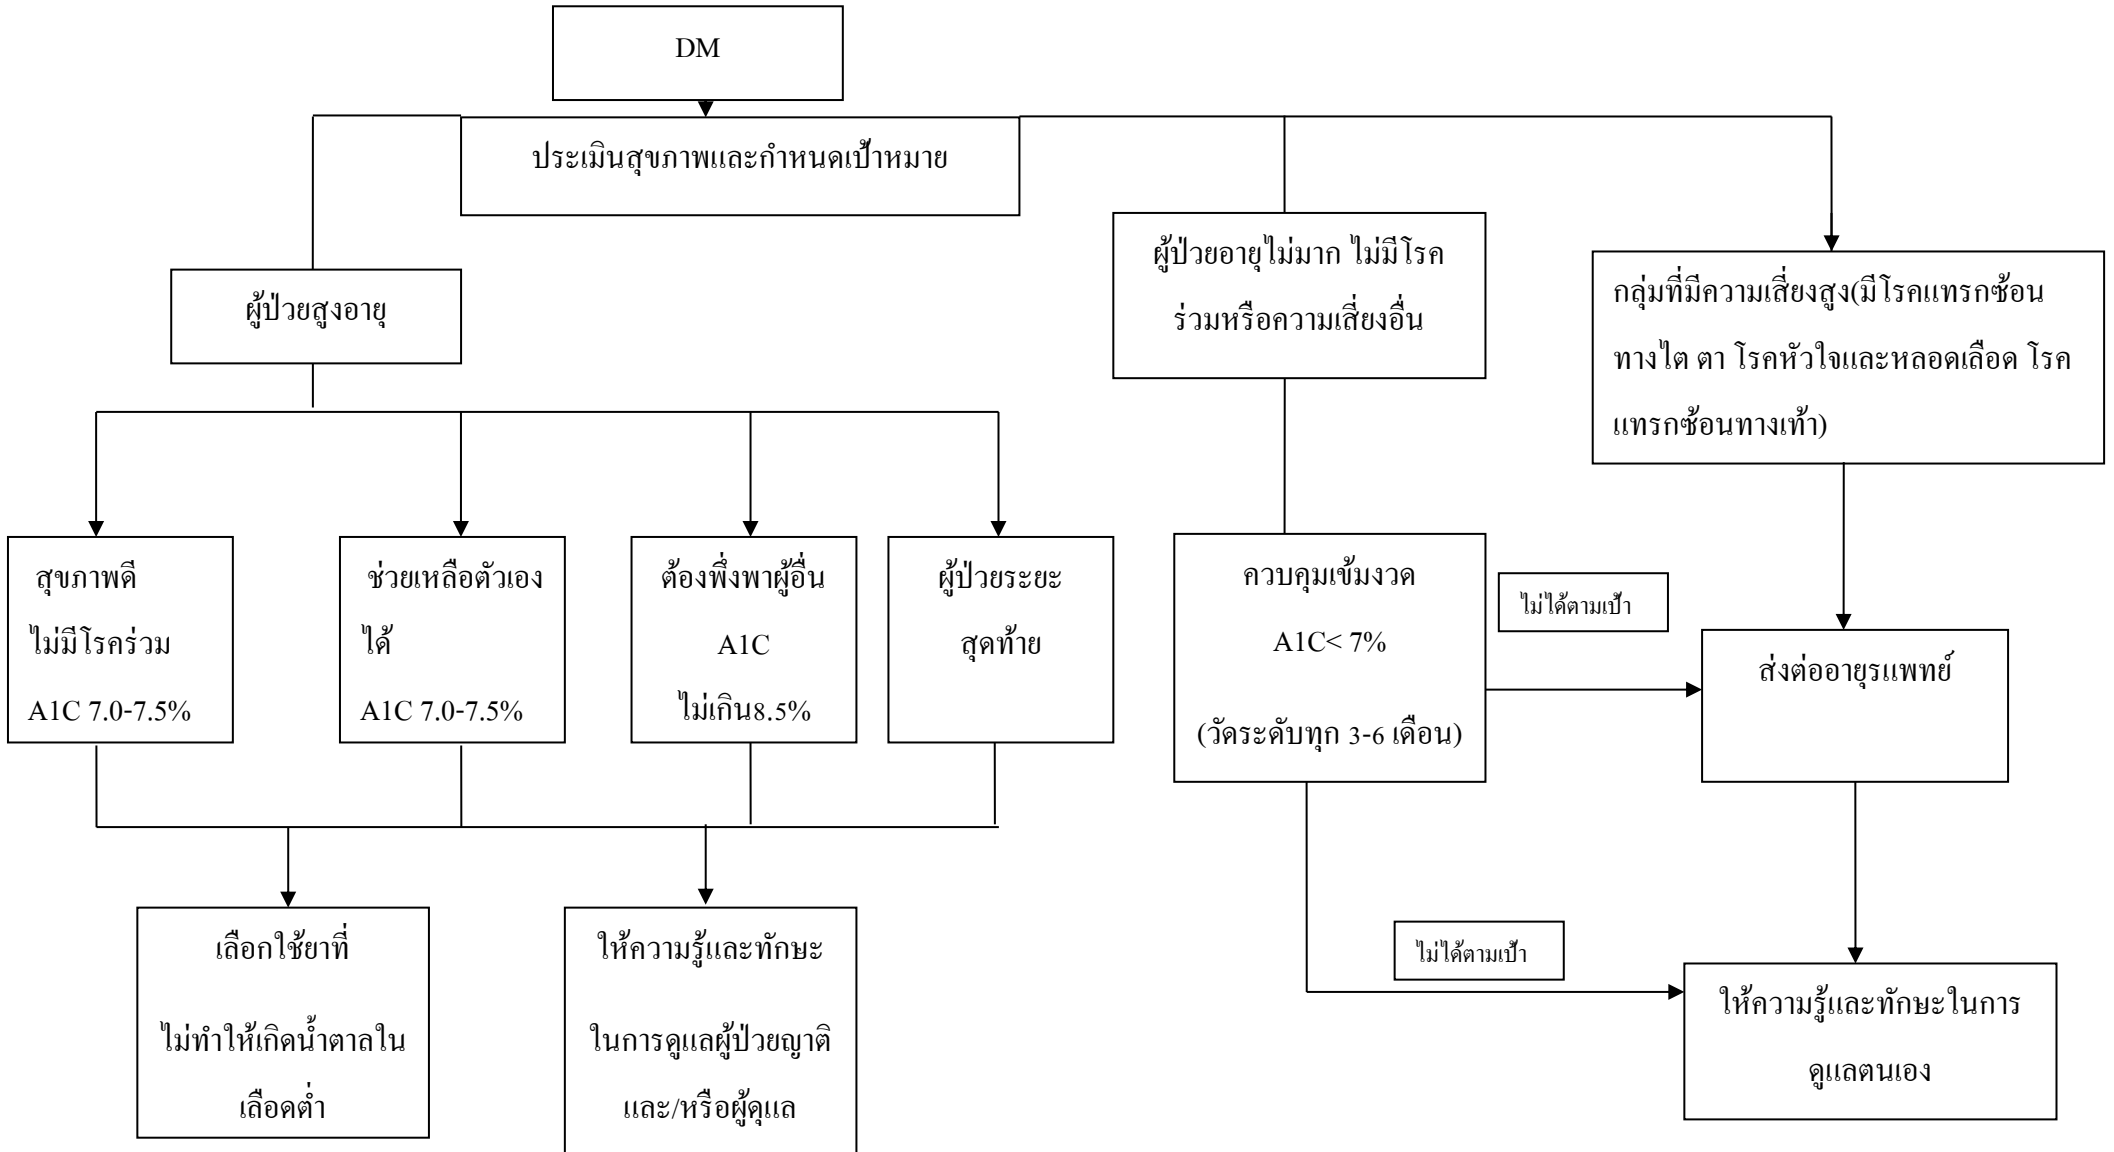 DM
ประเมินสุขภาพและกำหนดเป้าหมาย
ผู้ป่วยสูงอายุ
ผู้ป่วยอายุไม่มาก ไม่มีโรค
ร่วมหรือความเสี่ยงอื่น
กลุ่มที่มีความเสี่ยงสูง(มีโรคแทรกซ้อน
ทางไต ตา โรคหัวใจและหลอดเลือด โรค
แทรกซ้อนทางเท้า)
สุขภาพดี
ไม่มีโรคร่วม
A1C 7.0-7.5%
ช่วยเหลือตัวเอง
ได้
A1C 7.0-7.5%
ต้องพึ่งพาผู้อื่น
A1C
ไม่เกิน8.5%
ผู้ป่วยระยะ
สุดท้าย
ควบคุมเข้มงวด
A1C< 7%
(วัดระดับทุก 3-6 เดือน)
ไม่ได้ตามเป้า
ส่งต่ออายุรแพทย์
เลือกใช้ยาที่
ไม่ทำให้เกิดน้ำตาลใน
เลือดต่ำ
ให้ความรู้และทักษะ
ในการดูแลผู้ป่วยญาติ
และ/หรือผู้ดุแล
ไม่ได้ตามเป้า
ให้ความรู้และทักษะในการ
ดูแลตนเอง